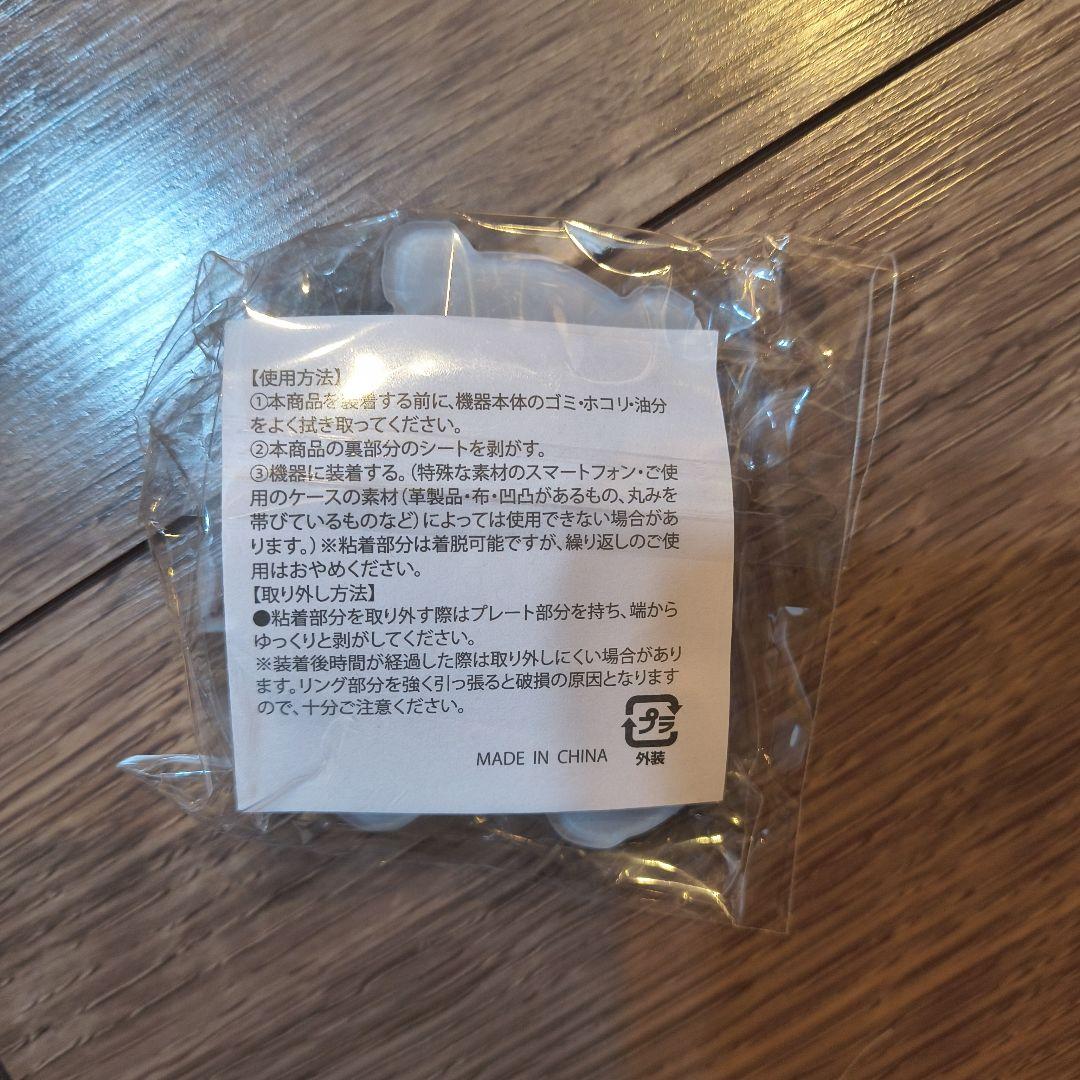 【使用方法】
①本商品を装着する前に、機器本体のゴミ・ホコリ・油分
をよく拭き取ってください。
②本商品の裏部分のシートを剥がす。
③機器に装着する。(特殊な素材のスマートフォン・ご使
用のケースの素材(革製品・布・凹凸があるもの、丸みを
帯びているものなど)によっては使用できない場合があ
ります。)※粘着部分は着脱可能ですが、繰り返しのご使
用はおやめください。
【取り外し方法】
●粘着部分を取り外す際はプレート部分を持ち、端から
ゆっくりと剥がしてください。
※装着後時間が経過した際は取り外しにくい場合があり
ます。リング部分を強く引っ張ると破損の原因となります
ので、十分ご注意ください。
プラ
MADE IN CHINA 外装